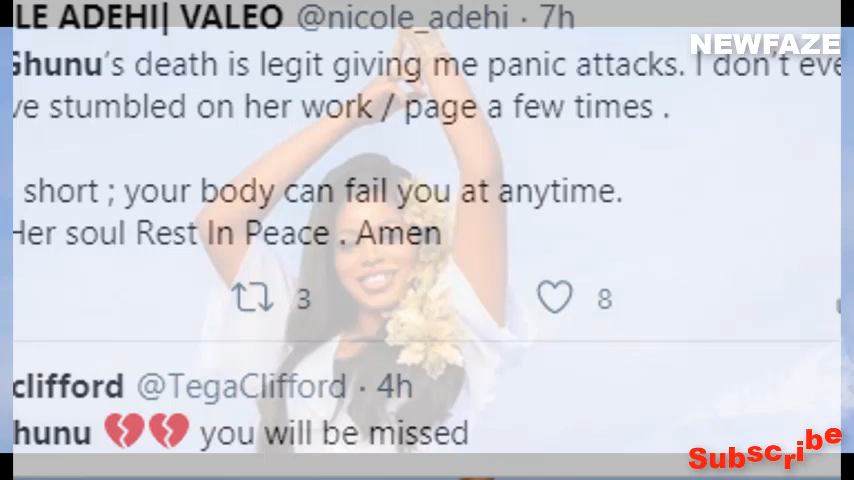 LE ADEHI| VALEO @nicole_adehi · 7h
NEWFAZE
Ghunu's death is legit giving me panic attacks. I don't eve
ve stumbled on her work / page a few times .
short ; your body can fail you at anytime.
Her soul Rest In Peace . Amen
3 8
clifford @TegaClifford · 4h
hunu 💔💔 you will be missed
Subscribe